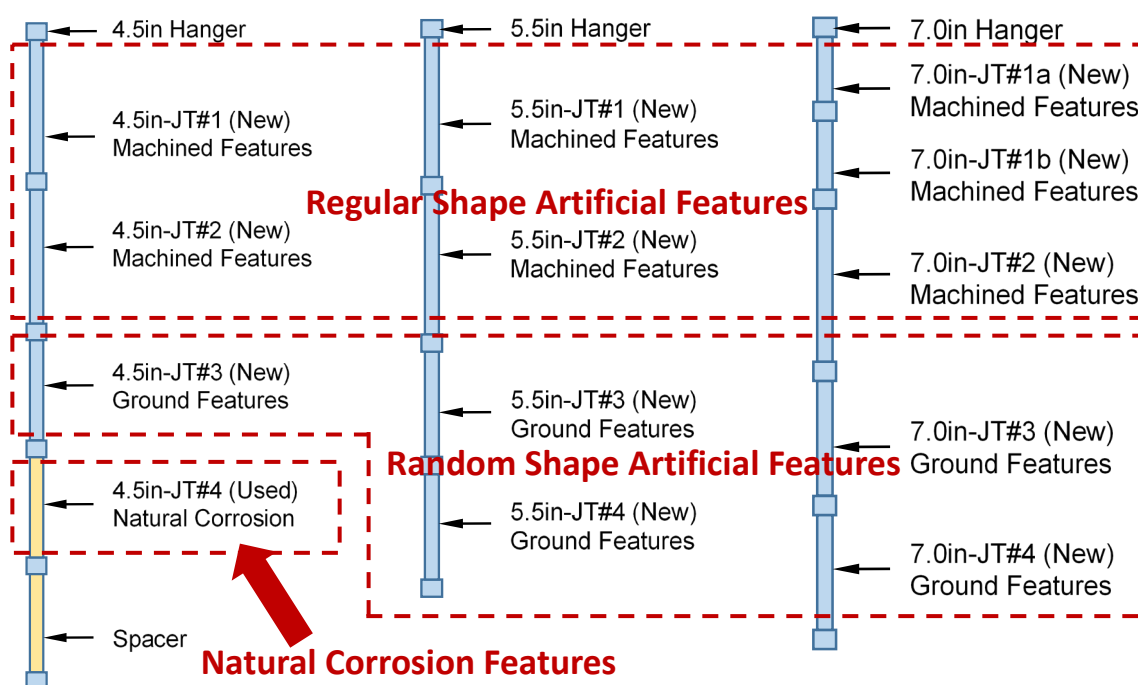 4.5in Hanger
4.5in-JT#1 (New)
Machined Features
4.5in-JT#2 (New)
Machined Features
4.5in-JT#3 (New)
Ground Features
4.5in-JT#4 (Used)
Natural Corrosion
Spacer
5.5in Hanger
5.5in-JT#1 (New)
Machined Features
5.5in-JT#2 (New)
Machined Features
5.5in-JT#3 (New)
Ground Features
5.5in-JT#4 (New)
Ground Features
7.0in Hanger
7.0in-JT#1a (New)
Machined Features
7.0in-JT#1b (New)
Machined Features
7.0in-JT#2 (New)
Machined Features
7.0in-JT#3 (New)
Ground Features
7.0in-JT#4 (New)
Ground Features
Regular Shape Artificial Features
Random Shape Artificial Features
Natural Corrosion Features